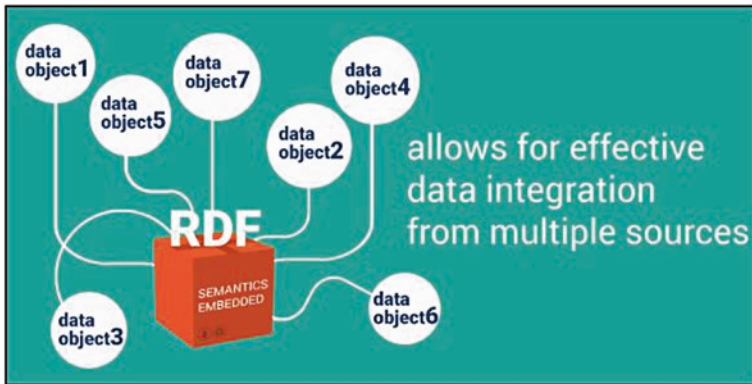 data
object1
data
object7
data
object4
data
object5
data
object2
allows for effective
data integration
from multiple sources
RDF
SEMANTICS
EMBEDDED
data
object3
data
object6